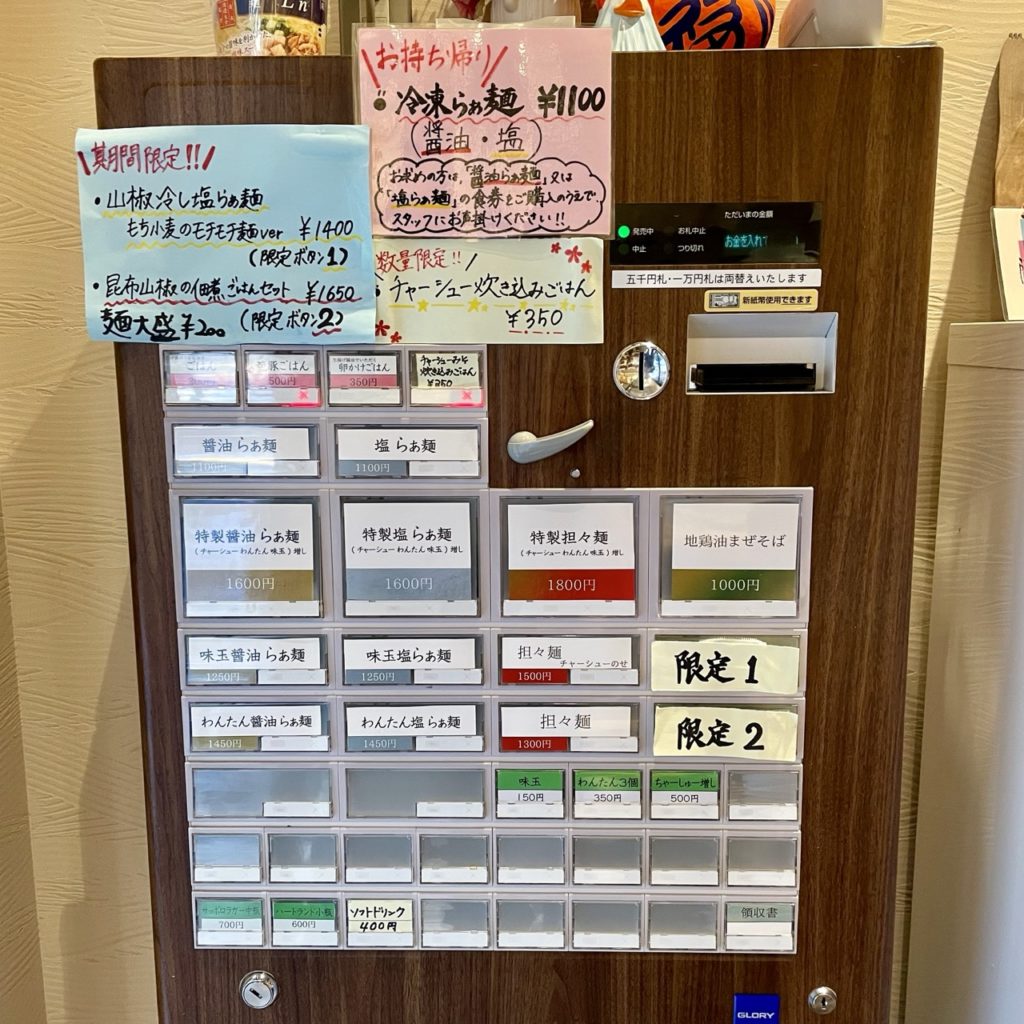 お持ち帰り
・冷凍らぁ麺 ¥1100
(醤油・塩)
お求めの方は、「醤油らぁ麺」又は
「塩らぁ麺」の食券をご購入のうえで、
スタッフにお声掛けください!!
期間限定!!
・山椒冷し塩らぁ麺
もち小麦のモチモチ麺ver ¥1400
(限定ボタン1)
・昆布山椒の佃煮ごはんセット ¥1650
麺大盛¥200 (限定ボタン2)
数量限定!!
・チャーシュー炊き込みごはん
¥350
ただいまの金額
発売中 お札中止
中止 つり切れ
お金を入れて
五千円札・一万円札は両替えいたします
新紙幣使用できます
ごはん
豚ごはん
500円
卵かけごはん
350円
炊き込みごはん
¥350
醤油らぁ麺
1100円
塩らぁ麺
1100円
特製醤油らぁ麺
(チャーシューわんたん味玉)増し
1600円
特製塩らぁ麺
(チャーシューわんたん味玉)増し
1600円
特製担々麺
(チャーシューわんたん味玉)増し
1800円
地鶏油まぜそば
1000円
味玉醤油らぁ麺
1250円
味玉塩らぁ麺
1250円
担々麺
チャーシューのせ
1500円
限定1
わんたん醤油らぁ麺
1450円
わんたん塩らぁ麺
1450円
担々麺
1300円
限定2
味玉
150円
わんたん3個
350円
ちゃーしゅー増し
500円
サッポロラガー中瓶
700円
ハートランド小瓶
600円
ソフトドリンク
400円
領収書
GLORY